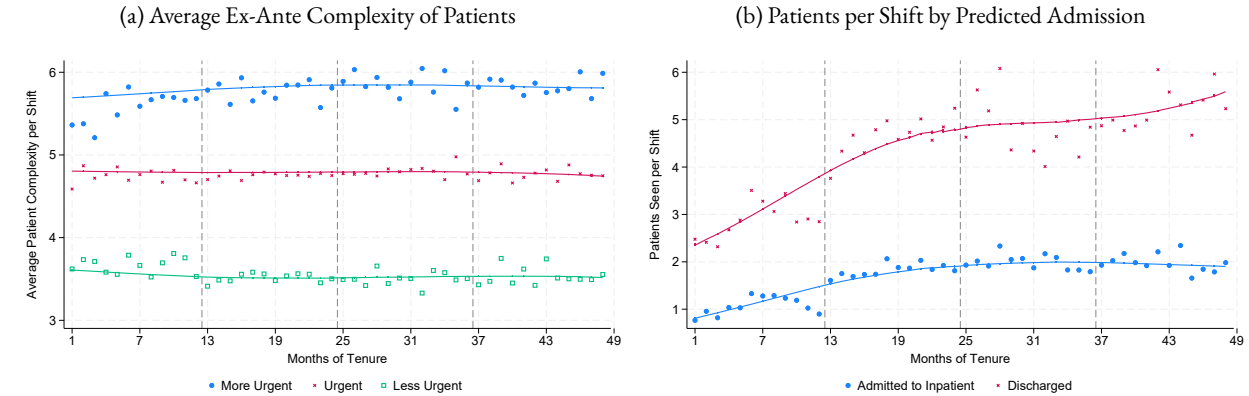 (a) Average Ex-Ante Complexity of Patients
Average Patient Complexity per Shift
6
5
4
3
1 7 13 19 25 31 37 43 49
Months of Tenure
More Urgent Urgent Less Urgent
(b) Patients per Shift by Predicted Admission
Patients Seen per Shift
6
5
4
3
2
1
1 7 13 19 25 31 37 43 49
Months of Tenure
Admitted to Inpatient Discharged